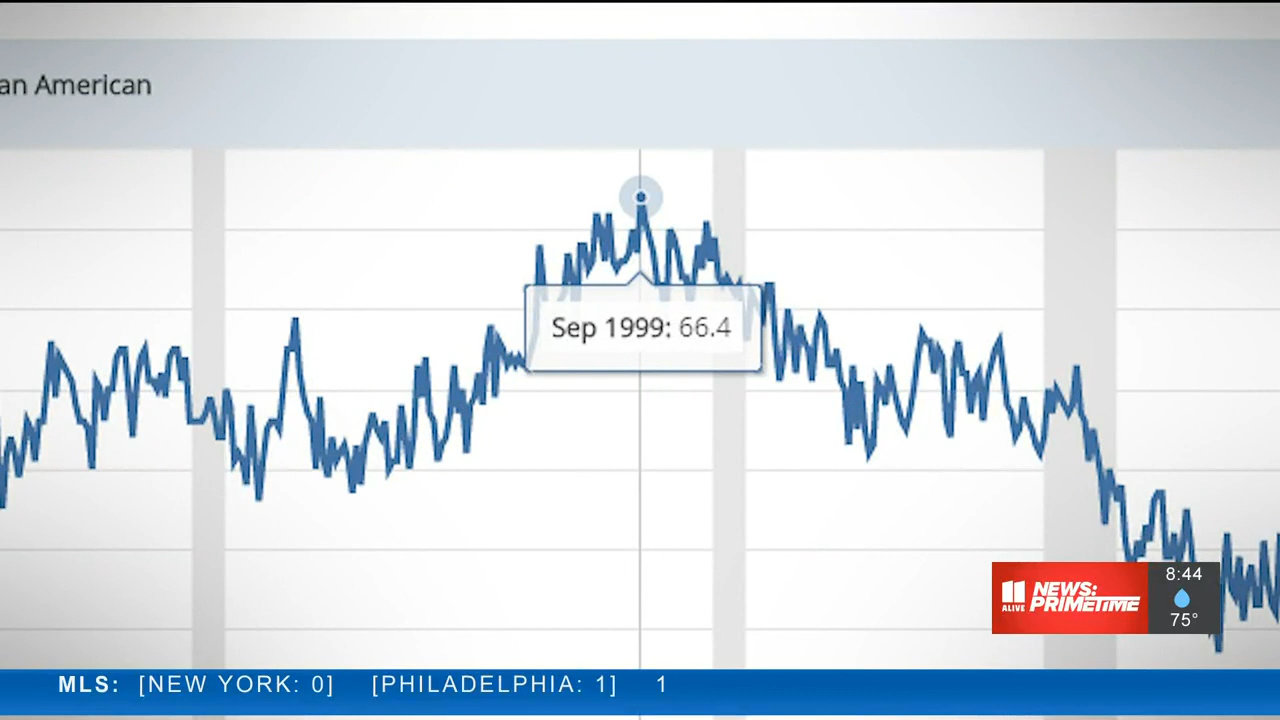 an American
Sep 1999: 66.4
11 ALIVE NEWS: PRIMETIME
8:44
75°
MLS: [NEW YORK: 0] [PHILADELPHIA: 1] 1